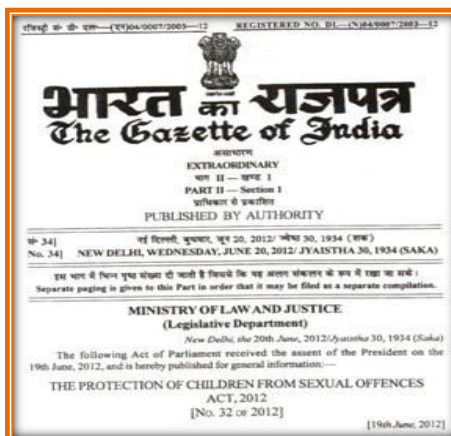 रजिस्ट्री सं० डी० एल०—(एन)04/0007/2003—12 REGISTERED NO. DL—(N)04/0007/2003—12
भारत का राजपत्र
The Gazette of India
असाधारण
EXTRAORDINARY
भाग II — खण्ड 1
PART II — Section 1
प्राधिकार से प्रकाशित
PUBLISHED BY AUTHORITY
सं० 34] नई दिल्ली, बुधवार, जून 20, 2012/ ज्येष्ठ 30, 1934 (शक)
No. 34] NEW DELHI, WEDNESDAY, JUNE 20, 2012/ JYAISTHA 30, 1934 (SAKA)
इस भाग में भिन्न पृष्ठ संख्या दी जाती है जिससे कि यह अलग संकलन के रूप में रखा जा सके।
Separate paging is given to this Part in order that it may be filed as a separate compilation.
MINISTRY OF LAW AND JUSTICE
(Legislative Department)
New Delhi, the 20th June, 2012/Jyaistha 30, 1934 (Saka)
The following Act of Parliament received the assent of the President on the
19th June, 2012, and is hereby published for general information:—
THE PROTECTION OF CHILDREN FROM SEXUAL OFFENCES
ACT, 2012
[NO. 32 OF 2012]
[19th June, 2012]